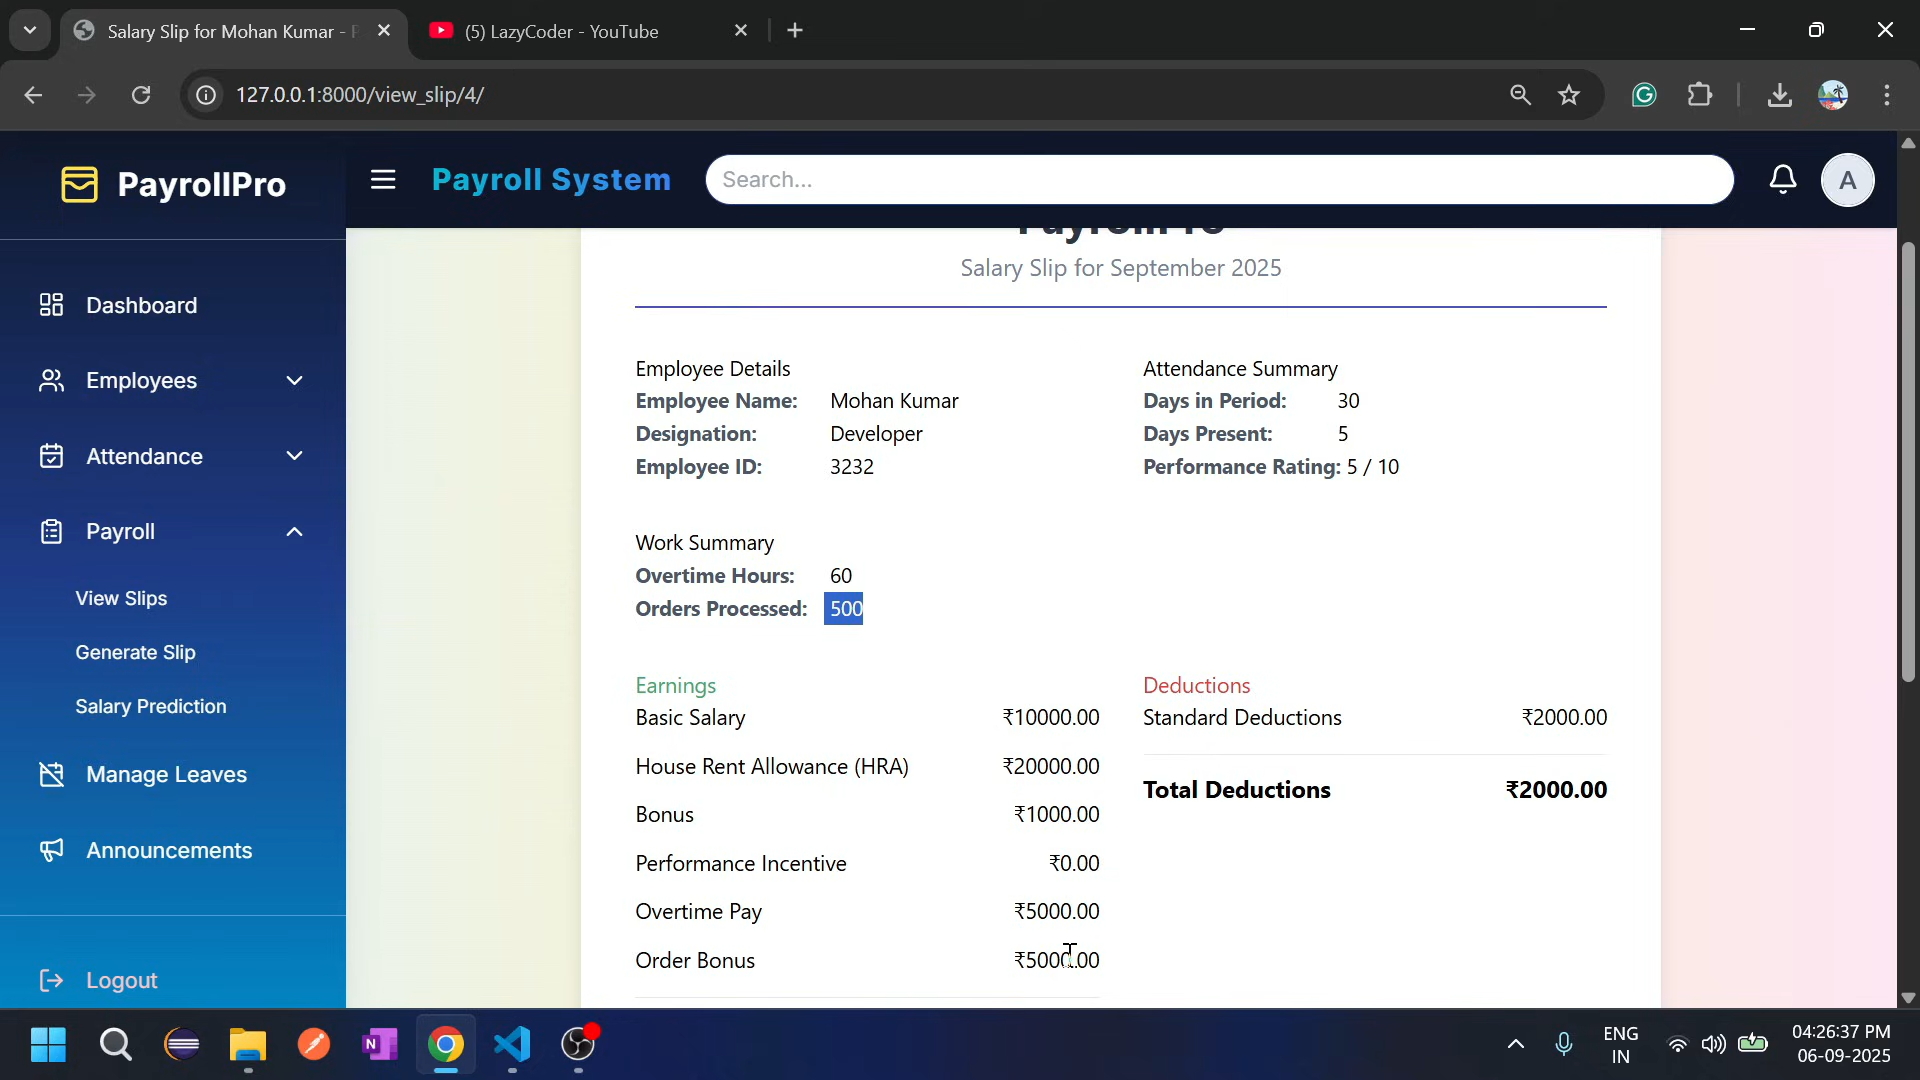 Salary Slip for Mohan Kumar - P
(5) LazyCoder - YouTube
127.0.0.1:8000/view_slip/4/
PayrollPro
Payroll System
Search...
A
Dashboard
Employees
Attendance
Payroll
View Slips
Generate Slip
Salary Prediction
Manage Leaves
Announcements
Logout
PayrollPro
Salary Slip for September 2025
Employee Details
Employee Name: Mohan Kumar
Designation: Developer
Employee ID: 3232
Attendance Summary
Days in Period: 30
Days Present: 5
Performance Rating: 5 / 10
Work Summary
Overtime Hours: 60
Orders Processed: 500
Earnings
Basic Salary ₹10000.00
House Rent Allowance (HRA) ₹20000.00
Bonus ₹1000.00
Performance Incentive ₹0.00
Overtime Pay ₹5000.00
Order Bonus ₹5000.00
Deductions
Standard Deductions ₹2000.00
Total Deductions ₹2000.00
ENG
IN
04:26:37 PM
06-09-2025